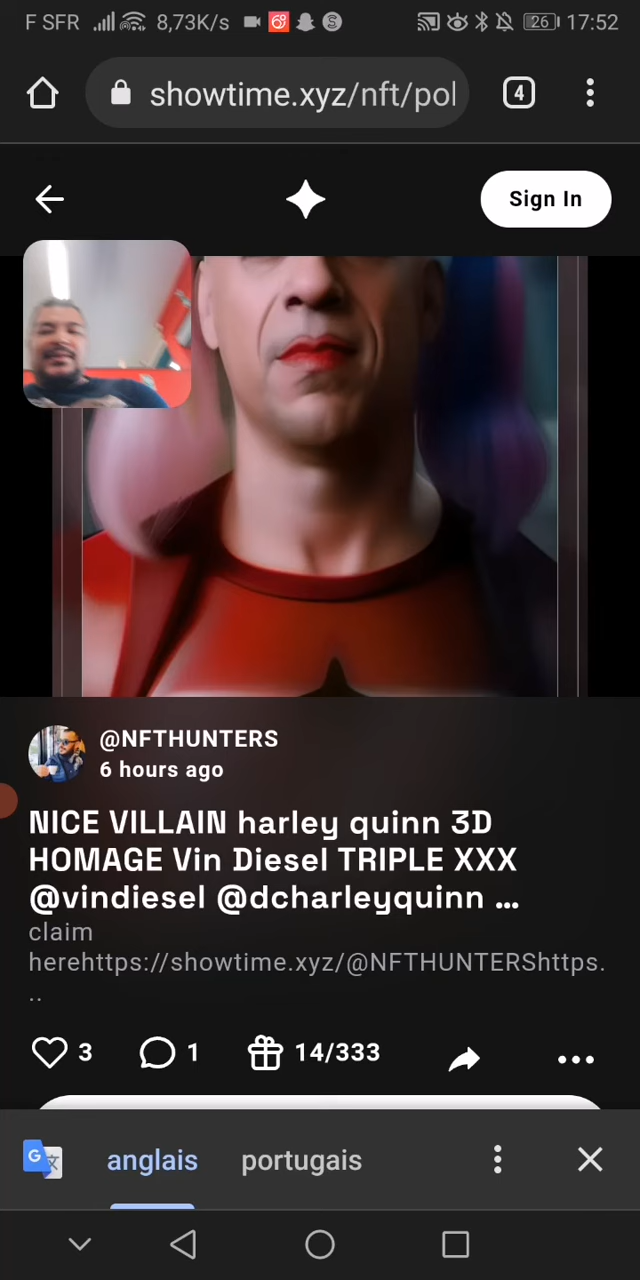 F SFR 8,73K/s 26 17:52
showtime.xyz/nft/pol
4
Sign In
@NFTHUNTERS
6 hours ago
NICE VILLAIN harley quinn 3D
HOMAGE Vin Diesel TRIPLE XXX
@vindiesel @dcharleyquinn ...
claim
herehttps://showtime.xyz/@NFTHUNTERShttps.
..
3 1 14/333
anglais portugais